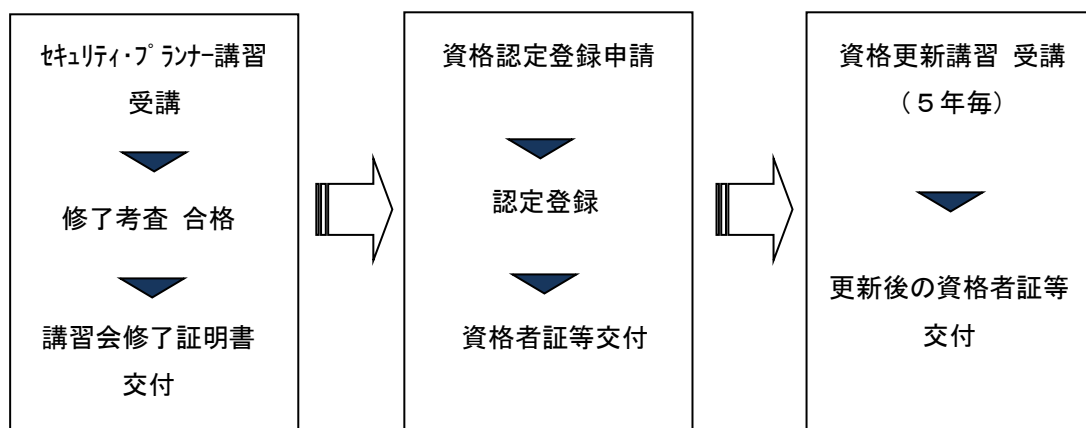 ｾｷｭﾘﾃｨ・ﾌﾟﾗﾝﾅｰ講習
受講
修了考査 合格
講習会修了証明書
交付
資格認定登録申請
認定登録
資格者証等交付
資格更新講習 受講
（５年毎）
更新後の資格者証等
交付